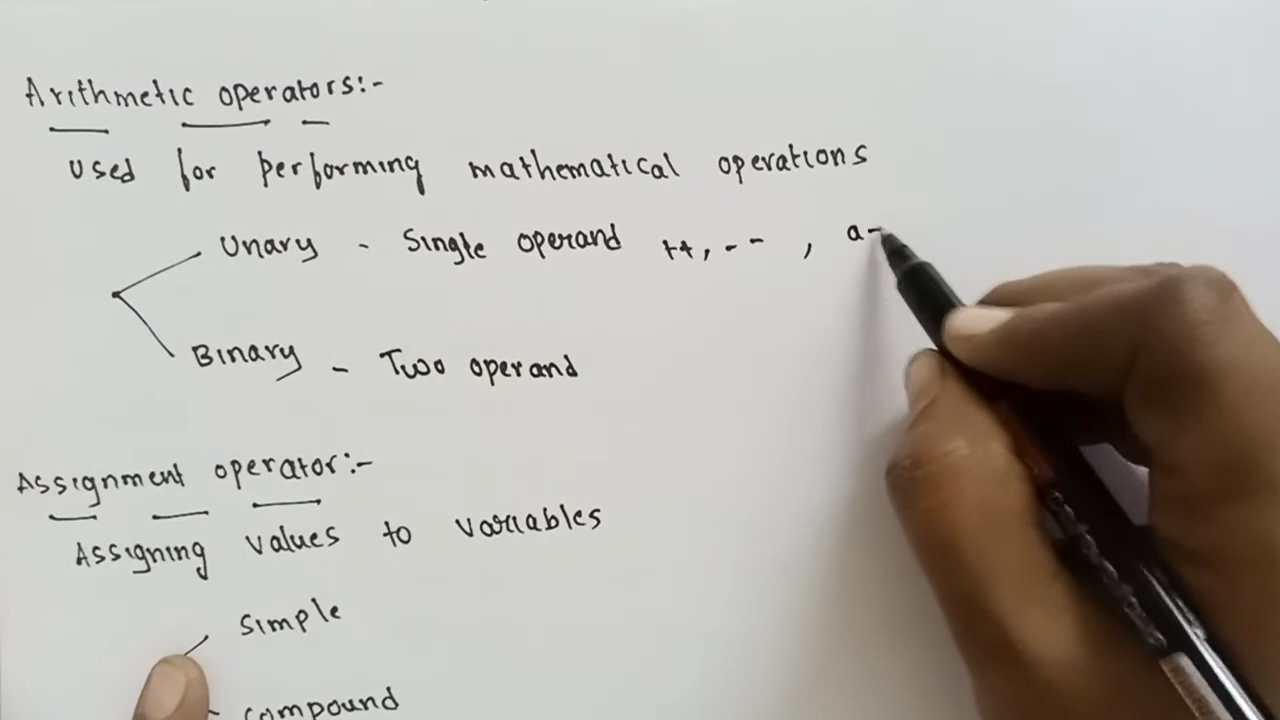 Arithmetic operators:-
Used for performing mathematical operations
Unary - Single operand ++, -- , a-
Binary - Two operand
Assignment operator:-
Assigning values to variables
Simple
compound